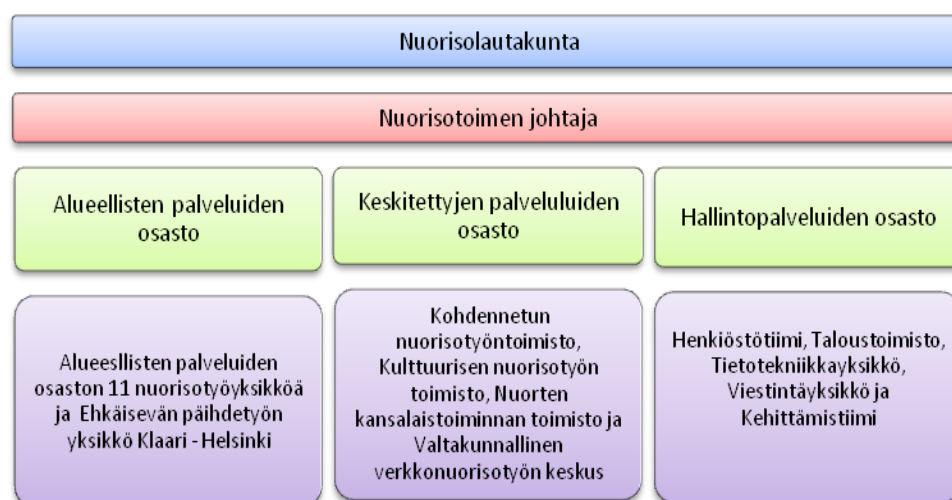 Nuorisolautakunta
Nuorisotoimen johtaja
Alueellisten palveluiden
osasto
Keskitettyjen palveluluiden
osasto
Hallintopalveluiden osasto
Alueesllisten palveluiden
osaston 11 nuorisotyöyksikköä
ja Ehkäisevän päihdetyön
yksikkö Klaari - Helsinki
Kohdennetun
nuorisotyöntoimisto,
Kulttuurisen nuorisotyön
toimisto, Nuorten
kansalaistoiminnan toimisto ja
Valtakunnallinen
verkkonuorisotyön keskus
Henkiöstötiimi, Taloustoimisto,
Tietotekniikkayksikkö,
Viestintäyksikkö ja
Kehittämistiimi